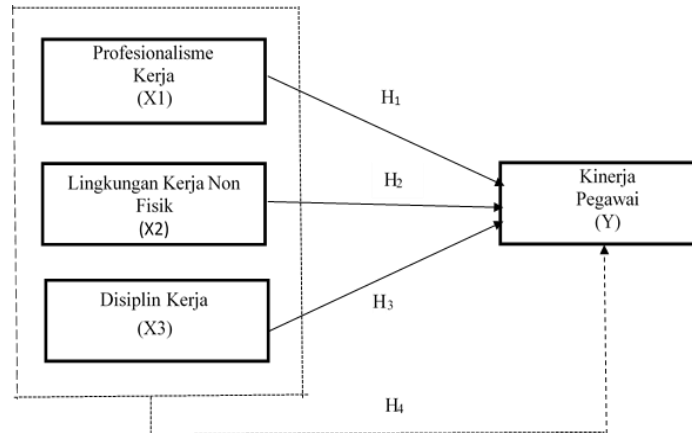 Profesionalisme
Kerja
(X1)
H₁
Lingkungan Kerja Non
Fisik
(X2)
H₂
Kinerja
Pegawai
(Y)
Disiplin Kerja
(X3)
H₃
H₄